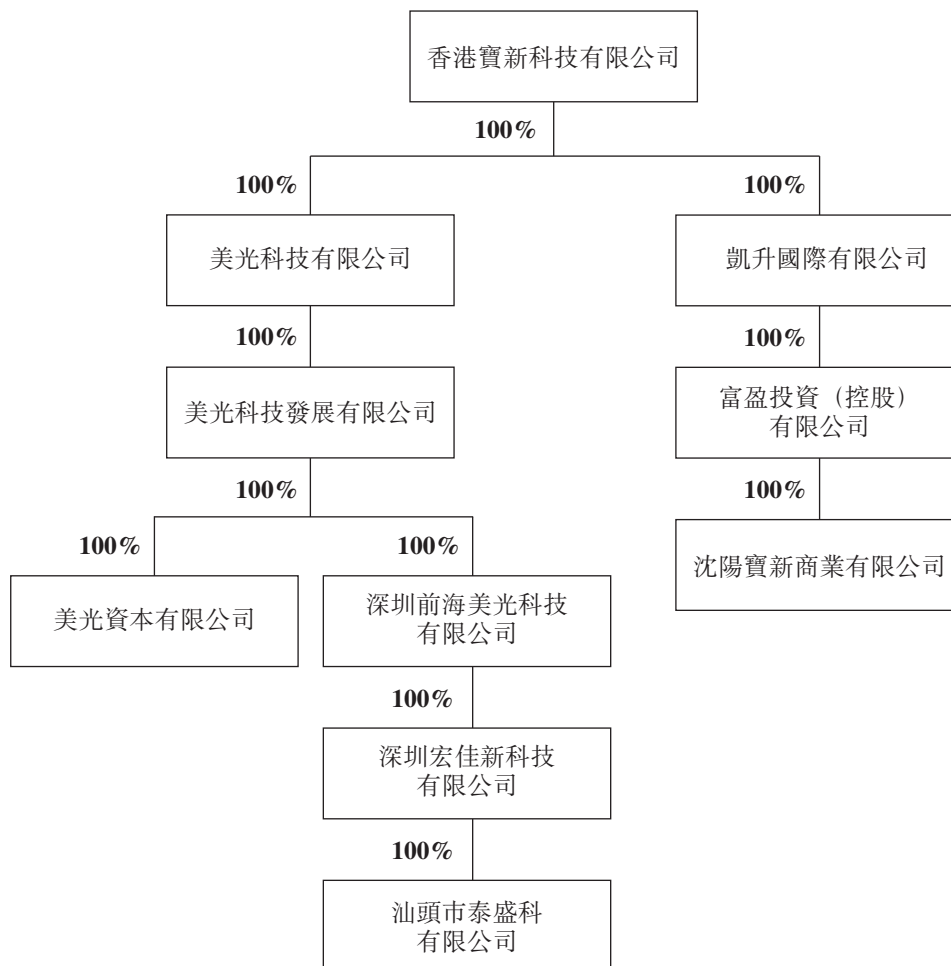 香港寶新科技有限公司
100%
100%
100%
美光科技有限公司
凱升國際有限公司
100%
100%
美光科技發展有限公司
富盈投資（控股）
有限公司
100%
100%
100%
100%
美光資本有限公司
深圳前海美光科技
有限公司
沈陽寶新商業有限公司
100%
深圳宏佳新科技
有限公司
100%
汕頭市泰盛科
有限公司